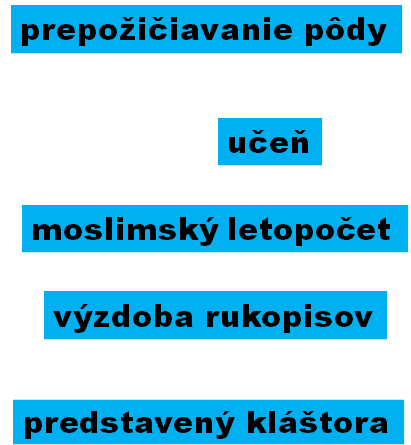 prepožičiavanie pôdy
učeň
moslimský letopočet
výzdoba rukopisov
predstavený kláštora